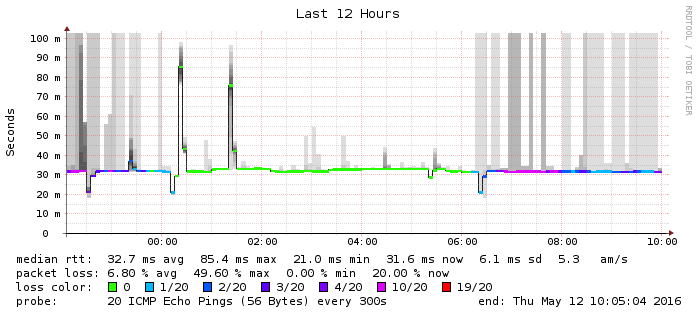 Last 12 Hours
RRDTOOL / TOBI OETIKER
Seconds
100 m
90 m
80 m
70 m
60 m
50 m
40 m
30 m
20 m
10 m
0
00:00 02:00 04:00 06:00 08:00 10:00
median rtt: 32.7 ms avg 85.4 ms max 21.0 ms min 31.6 ms now 6.1 ms sd 5.3 am/s
packet loss: 6.80 % avg 49.60 % max 0.00 % min 20.00 % now
loss color: 0 1/20 2/20 3/20 4/20 10/20 19/20
probe: 20 ICMP Echo Pings (56 Bytes) every 300s end: Thu May 12 10:05:04 2016